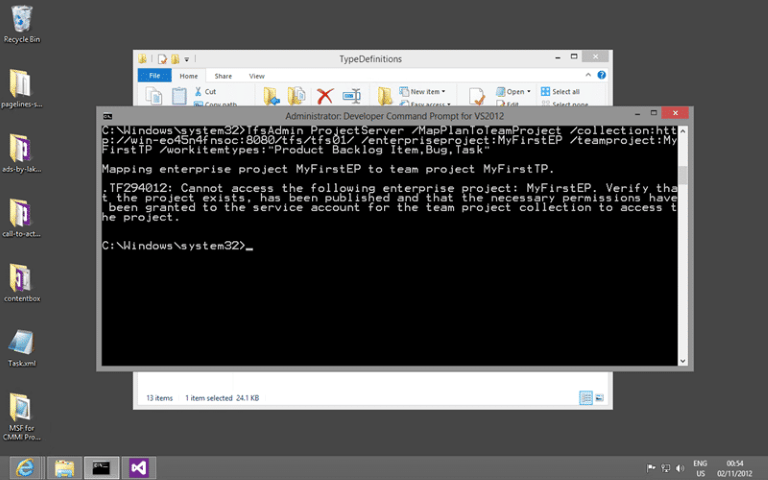 Recycle Bin
pagelines-s...
ads-by-lak...
call-to-act...
contentbox
Task.xml
MSF for
CMMI Pro...
TypeDefinitions
File
Home
Share
View
Cut
Copy path
New item
Easy access
Open
Edit
Select all
Administrator: Developer Command Prompt for VS2012
C:\Windows\system32>TfsAdmin ProjectServer /MapPlanToTeamProject /collection:htt
p://win-eo45n4fnsoc:8080/tfs/tfs01/ /enterpriseproject:MyFirstEP /teamproject:My
FirstTP /workitemtypes:"Product Backlog Item,Bug,Task"
Mapping enterprise project MyFirstEP to team project MyFirstTP.
.TF294012: Cannot access the following enterprise project: MyFirstEP. Verify tha
t the project exists, has been published and that the necessary permissions have
been granted to the service account for the team project collection to access t
he project.
C:\Windows\system32>_
13 items
1 item selected 24.1 KB
ENG
US
00:54
02/11/2012